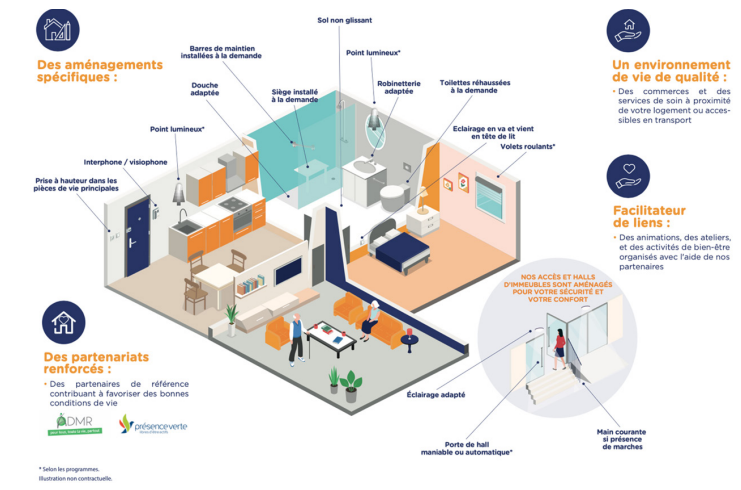 Des aménagements
spécifiques :
Sol non glissant
Barres de maintien
installées à la demande
Point lumineux*
Douche
adaptée
Siège installé
à la demande
Robinetterie
adaptée
Toilettes réhaussées
à la demande
Point lumineux*
Eclairage en va et vient
en tête de lit
Volets roulants*
Interphone / visiophone
Prise à hauteur dans les
pièces de vie principales
Un environnement
de vie de qualité :
• Des commerces et des
services de soin à proximité
de votre logement ou acces-
sibles en transport
Facilitateur
de liens :
• Des animations, des ateliers,
et des activités de bien-être
organisés avec l'aide de nos
partenaires
NOS ACCÈS ET HALLS
D'IMMEUBLES SONT AMÉNAGÉS
POUR VOTRE SÉCURITÉ ET
VOTRE CONFORT
Éclairage adapté
Porte de hall
maniable ou automatique*
Main courante
si présence
de marches
Des partenariats
renforcés :
• Des partenaires de référence
contribuant à favoriser des bonnes
conditions de vie
ADMR
présenceverte
* Selon les programmes.
Illustration non contractuelle.